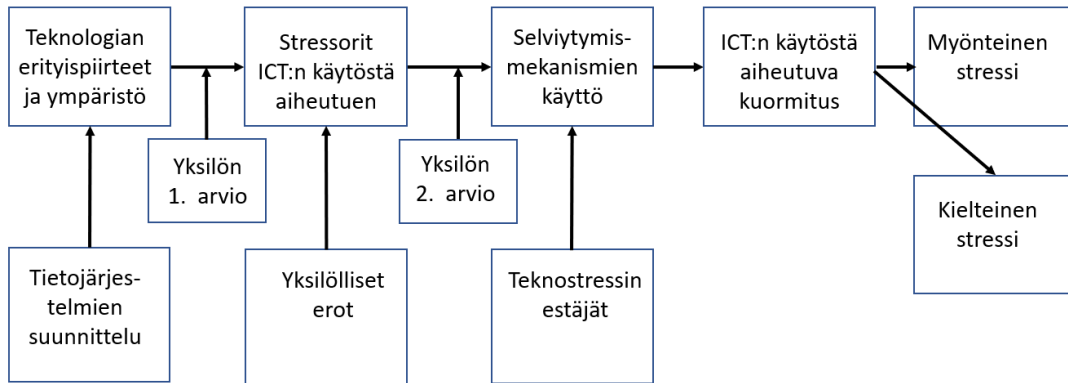 Teknologian
erityispiirteet
ja ympäristö
Stressorit
ICT:n käytöstä
aiheutuen
Selviytymis-
mekanismien
käyttö
ICT:n käytöstä
aiheutuva
kuormitus
Myönteinen
stressi
Yksilön
1. arvio
Yksilön
2. arvio
Kielteinen
stressi
Tietojärjes-
telmien
suunnittelu
Yksilölliset
erot
Teknostressin
estäjät